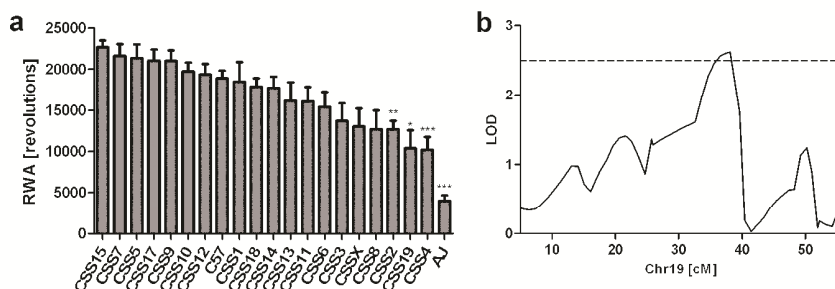 a
RWA [revolutions]
25000
20000
15000
10000
5000
0
**
*
***
***
CSS15
CSS7
CSS5
CSS17
CSS9
CSS10
CSS12
C57
CSS1
CSS18
CSS14
CSS13
CSS11
CSS6
CSS3
CSSX
CSS8
CSS2
CSS19
CSS4
AJ
b
LOD
3
2
1
0
10
20
30
40
50
Chr19 [cM]